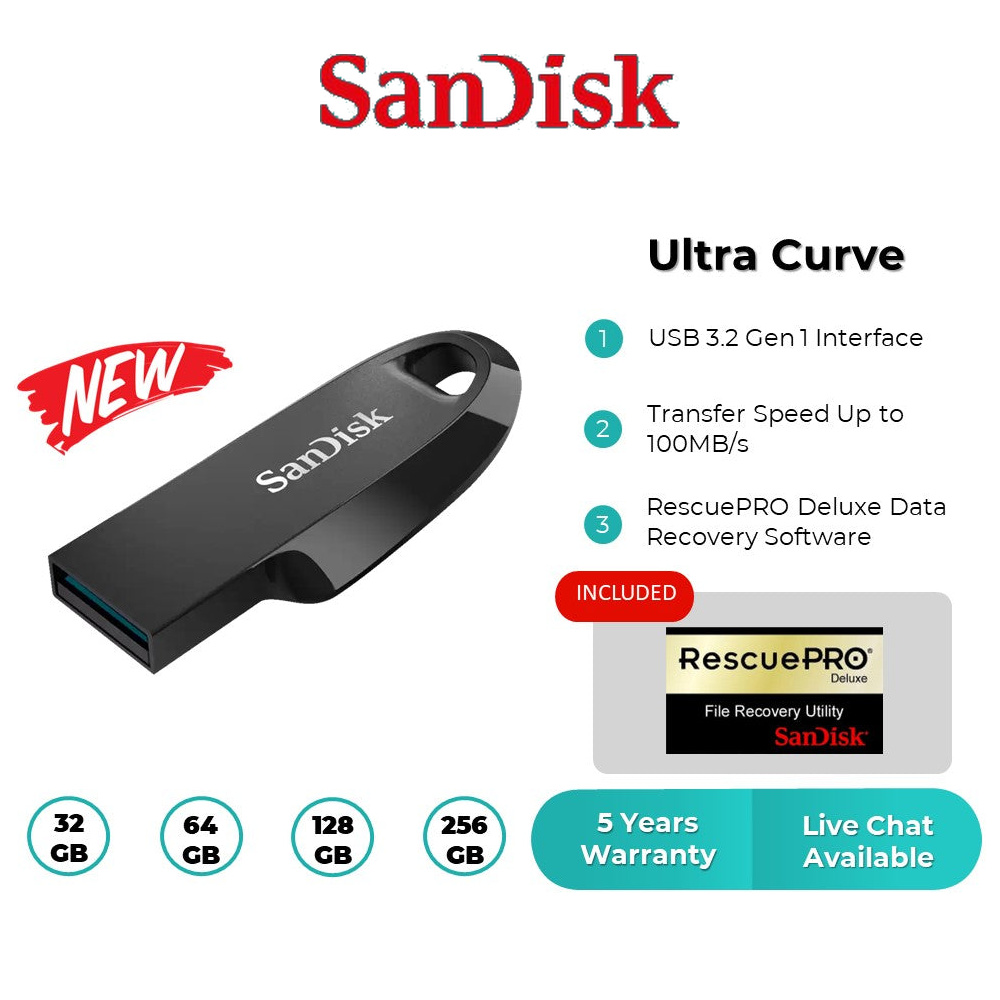 SanDisk
Ultra Curve
NEW
1
USB 3.2 Gen 1 Interface
SanDisk
2
Transfer Speed Up to
100MB/s
3
RescuePRO Deluxe Data
Recovery Software
INCLUDED
RescuePRO®
Deluxe
File Recovery Utility
SanDisk®
32
GB
64
GB
128
GB
256
GB
5 Years
Warranty
Live Chat
Available